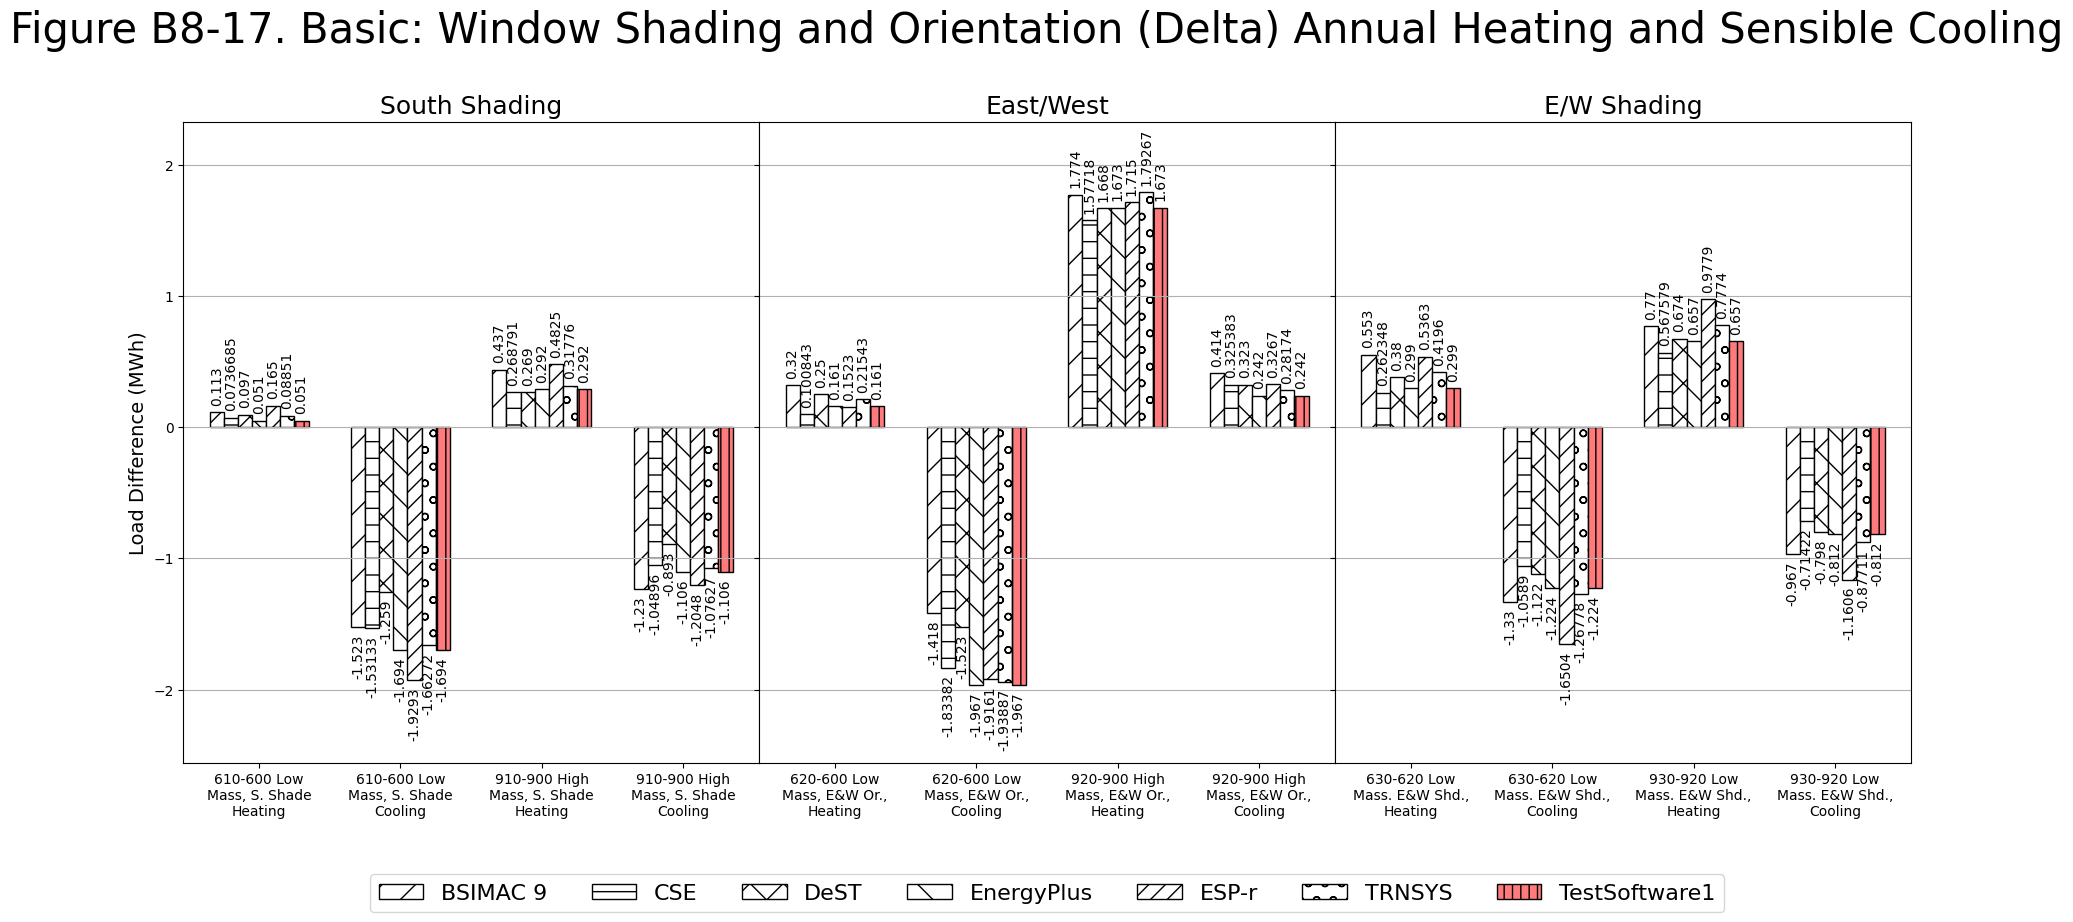 Figure B8-17. Basic: Window Shading and Orientation (Delta) Annual Heating and Sensible Cooling
South Shading
East/West
E/W Shading
Load Difference (MWh)
2
1
0
−1
−2
0.113
0.0736685
0.097
0.051
0.165
0.08851
0.051
-1.523
-1.53133
-1.259
-1.694
-1.9293
-1.66272
-1.694
0.437
0.268791
0.269
0.292
0.4825
0.31776
0.292
-1.23
-1.04896
-0.893
-1.106
-1.2048
-1.07627
-1.106
0.32
0.100843
0.25
0.161
0.1523
0.21543
0.161
-1.418
-1.83382
-1.523
-1.967
-1.9161
-1.93887
-1.967
1.774
1.57718
1.668
1.673
1.715
1.79267
1.673
0.414
0.325383
0.323
0.242
0.3267
0.28174
0.242
0.553
0.262348
0.38
0.299
0.5363
0.4196
0.299
-1.33
-1.0589
-1.122
-1.224
-1.6504
-1.26778
-1.224
0.77
0.567579
0.674
0.657
0.9779
0.7774
0.657
-0.967
-0.71422
-0.798
-0.812
-1.1606
-0.87711
-0.812
610-600 Low
Mass, S. Shade
Heating
610-600 Low
Mass, S. Shade
Cooling
910-900 High
Mass, S. Shade
Heating
910-900 High
Mass, S. Shade
Cooling
620-600 Low
Mass, E&W Or.,
Heating
620-600 Low
Mass, E&W Or.,
Cooling
920-900 High
Mass, E&W Or.,
Heating
920-900 High
Mass, E&W Or.,
Cooling
630-620 Low
Mass. E&W Shd.,
Heating
630-620 Low
Mass. E&W Shd.,
Cooling
930-920 Low
Mass. E&W Shd.,
Heating
930-920 Low
Mass. E&W Shd.,
Cooling
BSIMAC 9
CSE
DeST
EnergyPlus
ESP-r
TRNSYS
TestSoftware1